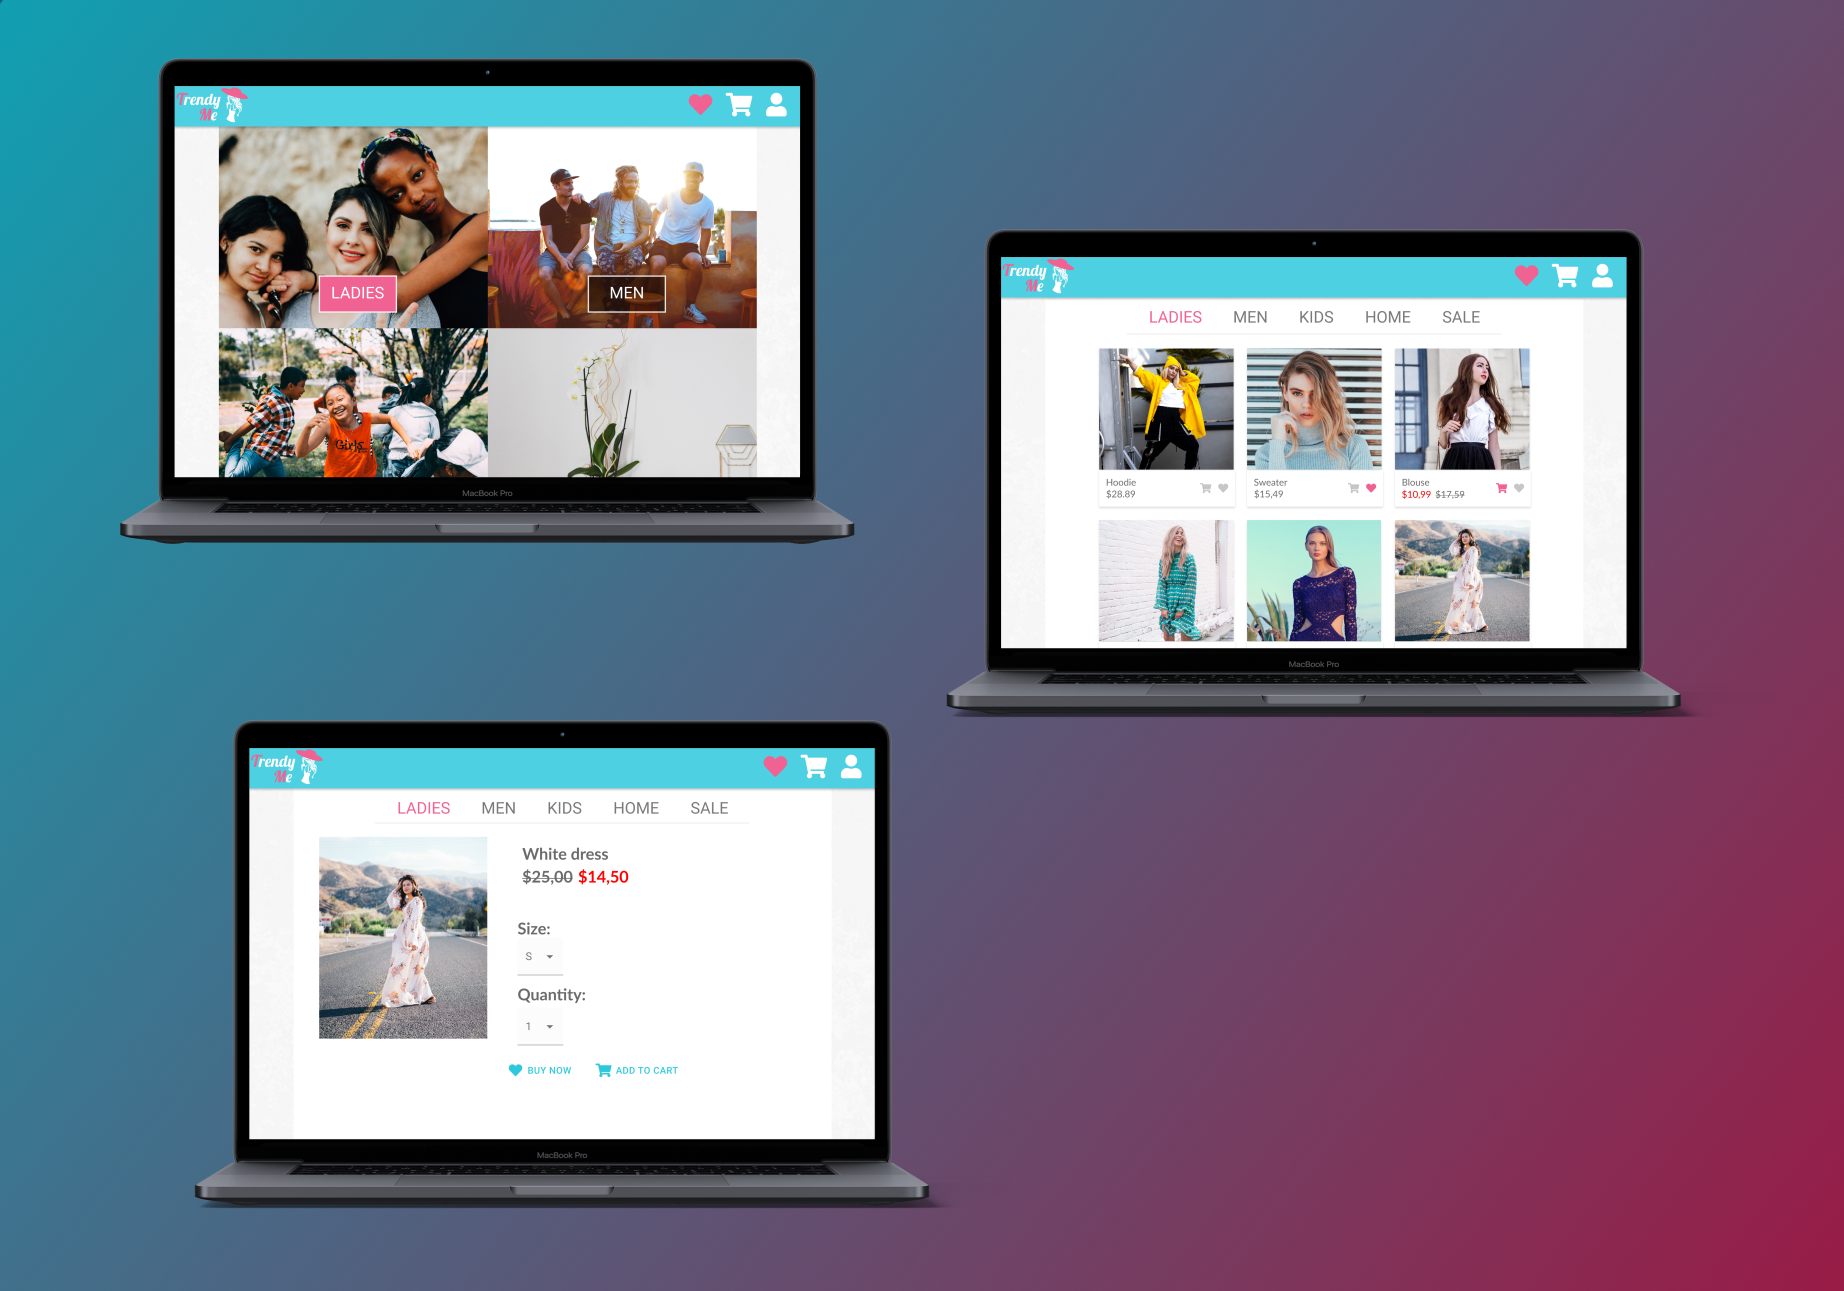 Trendy
Me
LADIES
MEN
Girls
MacBook Pro
Trendy
Me
LADIES MEN KIDS HOME SALE
Hoodie
$28.89
Sweater
$15,49
Blouse
$10,99 $17,59
MacBook Pro
Trendy
Me
LADIES MEN KIDS HOME SALE
White dress
$25,00 $14,50
Size:
S
Quantity:
1
BUY NOW ADD TO CART
MacBook Pro